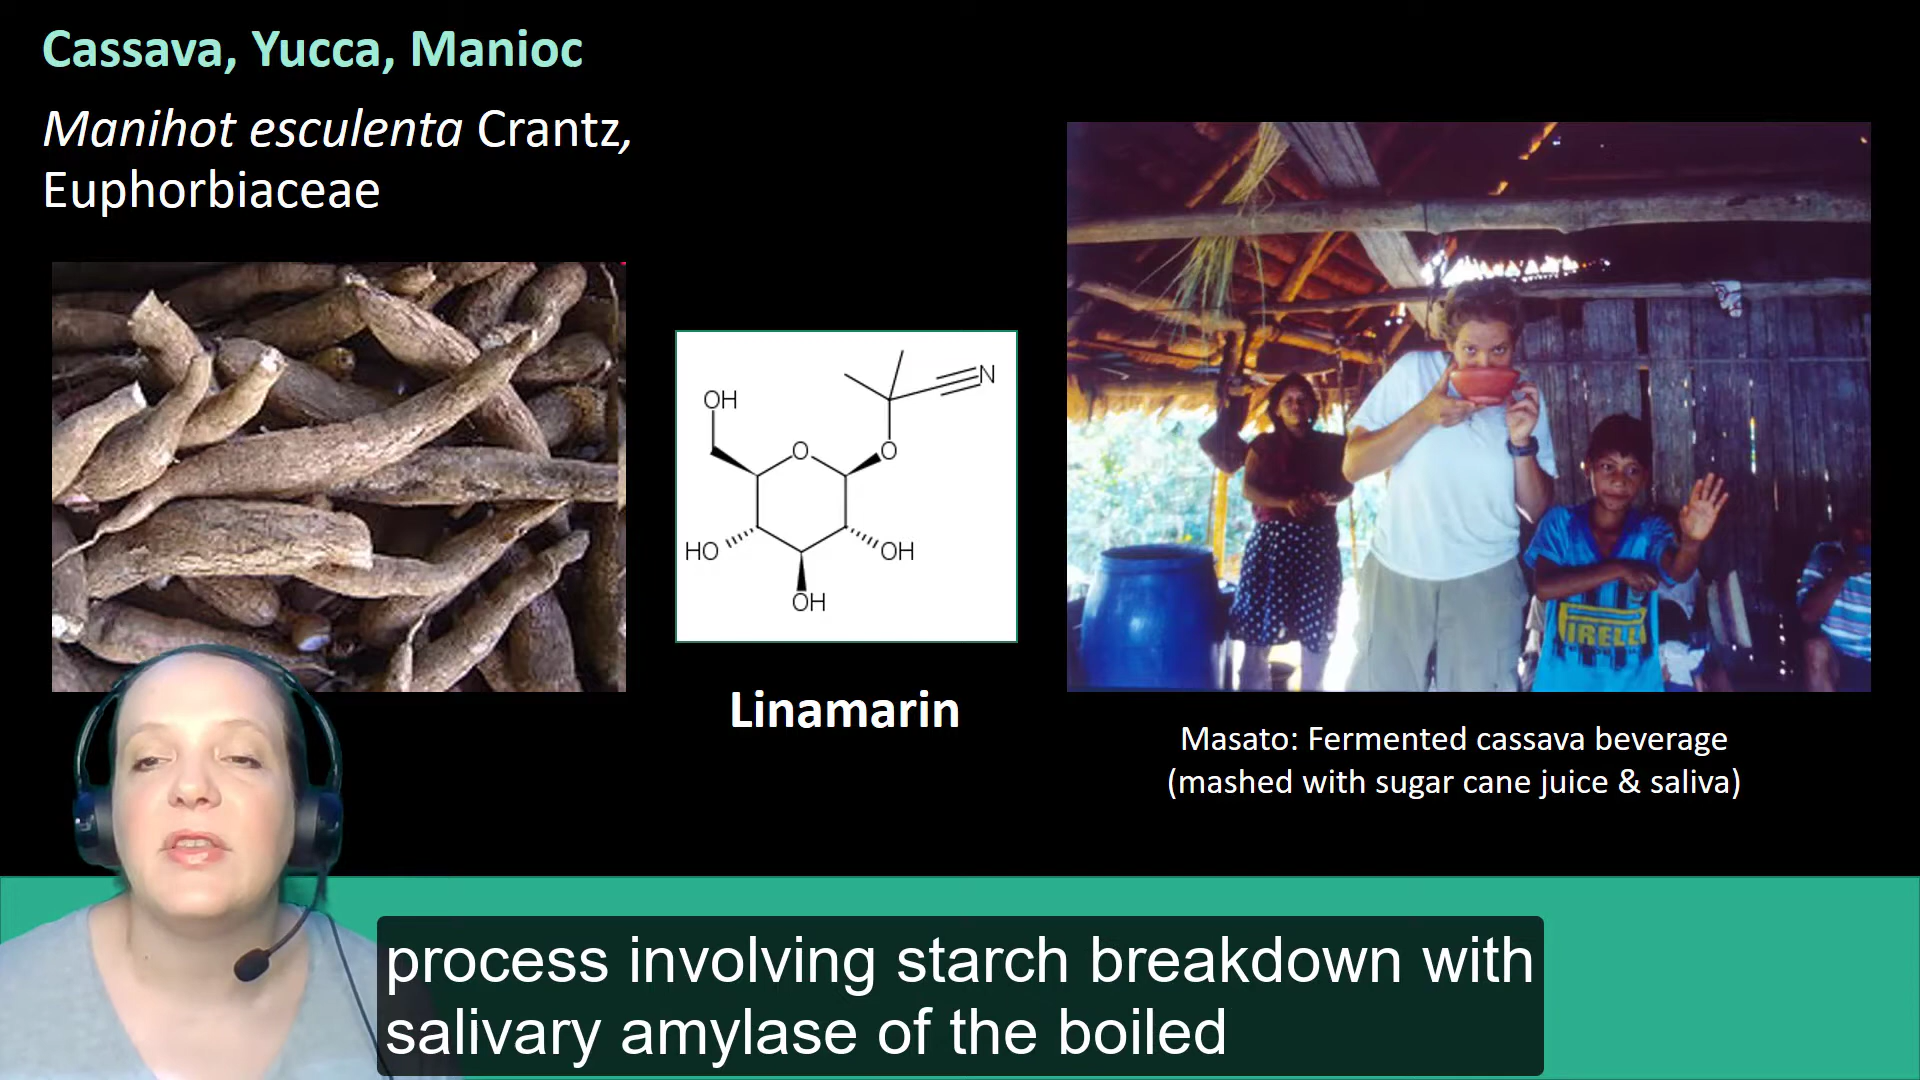 Cassava, Yucca, Manioc
Manihot esculenta Crantz,
Euphorbiaceae
OH
N
O
O
HO
OH
OH
Linamarin
PIRELLI
Masato: Fermented cassava beverage
(mashed with sugar cane juice & saliva)
process involving starch breakdown with
salivary amylase of the boiled